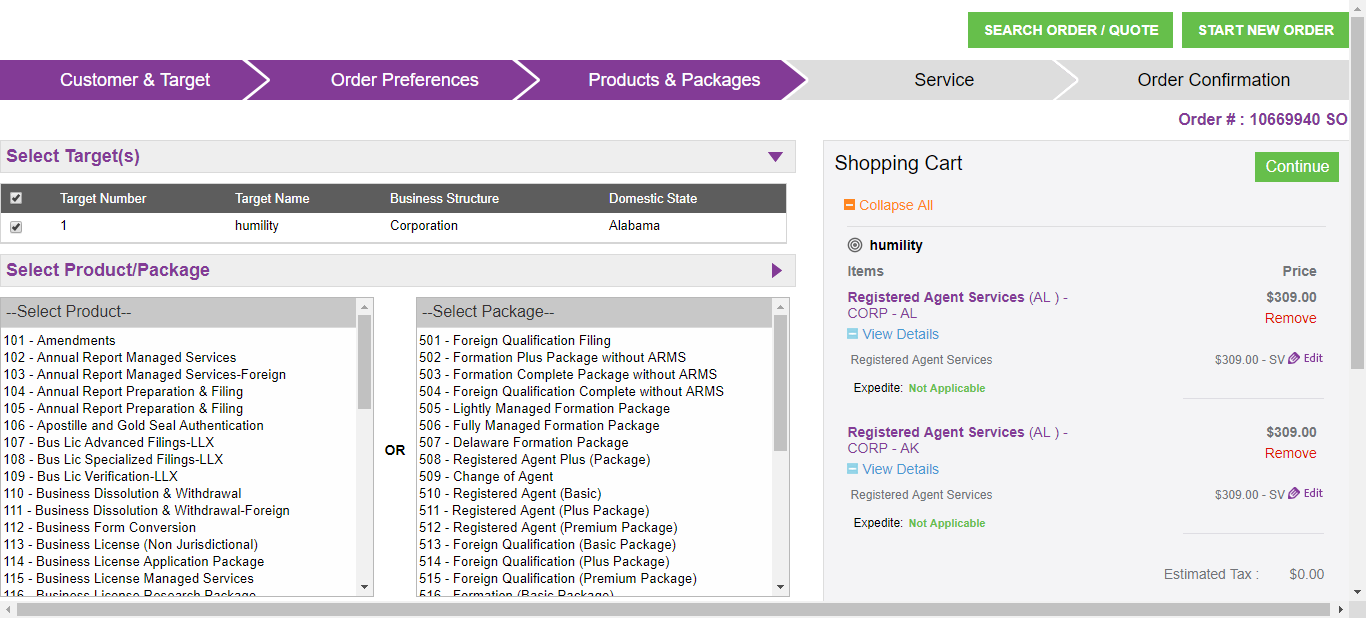 SEARCH ORDER / QUOTE
START NEW ORDER
Customer & Target
Order Preferences
Products & Packages
Service
Order Confirmation
Order # : 10669940 SO
Select Target(s)
Target Number Target Name Business Structure Domestic State
1 humility Corporation Alabama
Select Product/Package
--Select Product--
101 - Amendments
102 - Annual Report Managed Services
103 - Annual Report Managed Services-Foreign
104 - Annual Report Preparation & Filing
105 - Annual Report Preparation & Filing
106 - Apostille and Gold Seal Authentication
107 - Bus Lic Advanced Filings-LLX
108 - Bus Lic Specialized Filings-LLX
109 - Bus Lic Verification-LLX
110 - Business Dissolution & Withdrawal
111 - Business Dissolution & Withdrawal-Foreign
112 - Business Form Conversion
113 - Business License (Non Jurisdictional)
114 - Business License Application Package
115 - Business License Managed Services
116 - Business License Research Package
OR
--Select Package--
501 - Foreign Qualification Filing
502 - Formation Plus Package without ARMS
503 - Formation Complete Package without ARMS
504 - Foreign Qualification Complete without ARMS
505 - Lightly Managed Formation Package
506 - Fully Managed Formation Package
507 - Delaware Formation Package
508 - Registered Agent Plus (Package)
509 - Change of Agent
510 - Registered Agent (Basic)
511 - Registered Agent (Plus Package)
512 - Registered Agent (Premium Package)
513 - Foreign Qualification (Basic Package)
514 - Foreign Qualification (Plus Package)
515 - Foreign Qualification (Premium Package)
516 - Formation (Basic Package)
Shopping Cart
Continue
Collapse All
humility
Items Price
Registered Agent Services (AL ) - $309.00
CORP - AL Remove
View Details
Registered Agent Services $309.00 - SV Edit
Expedite: Not Applicable
Registered Agent Services (AL ) - $309.00
CORP - AK Remove
View Details
Registered Agent Services $309.00 - SV Edit
Expedite: Not Applicable
Estimated Tax : $0.00